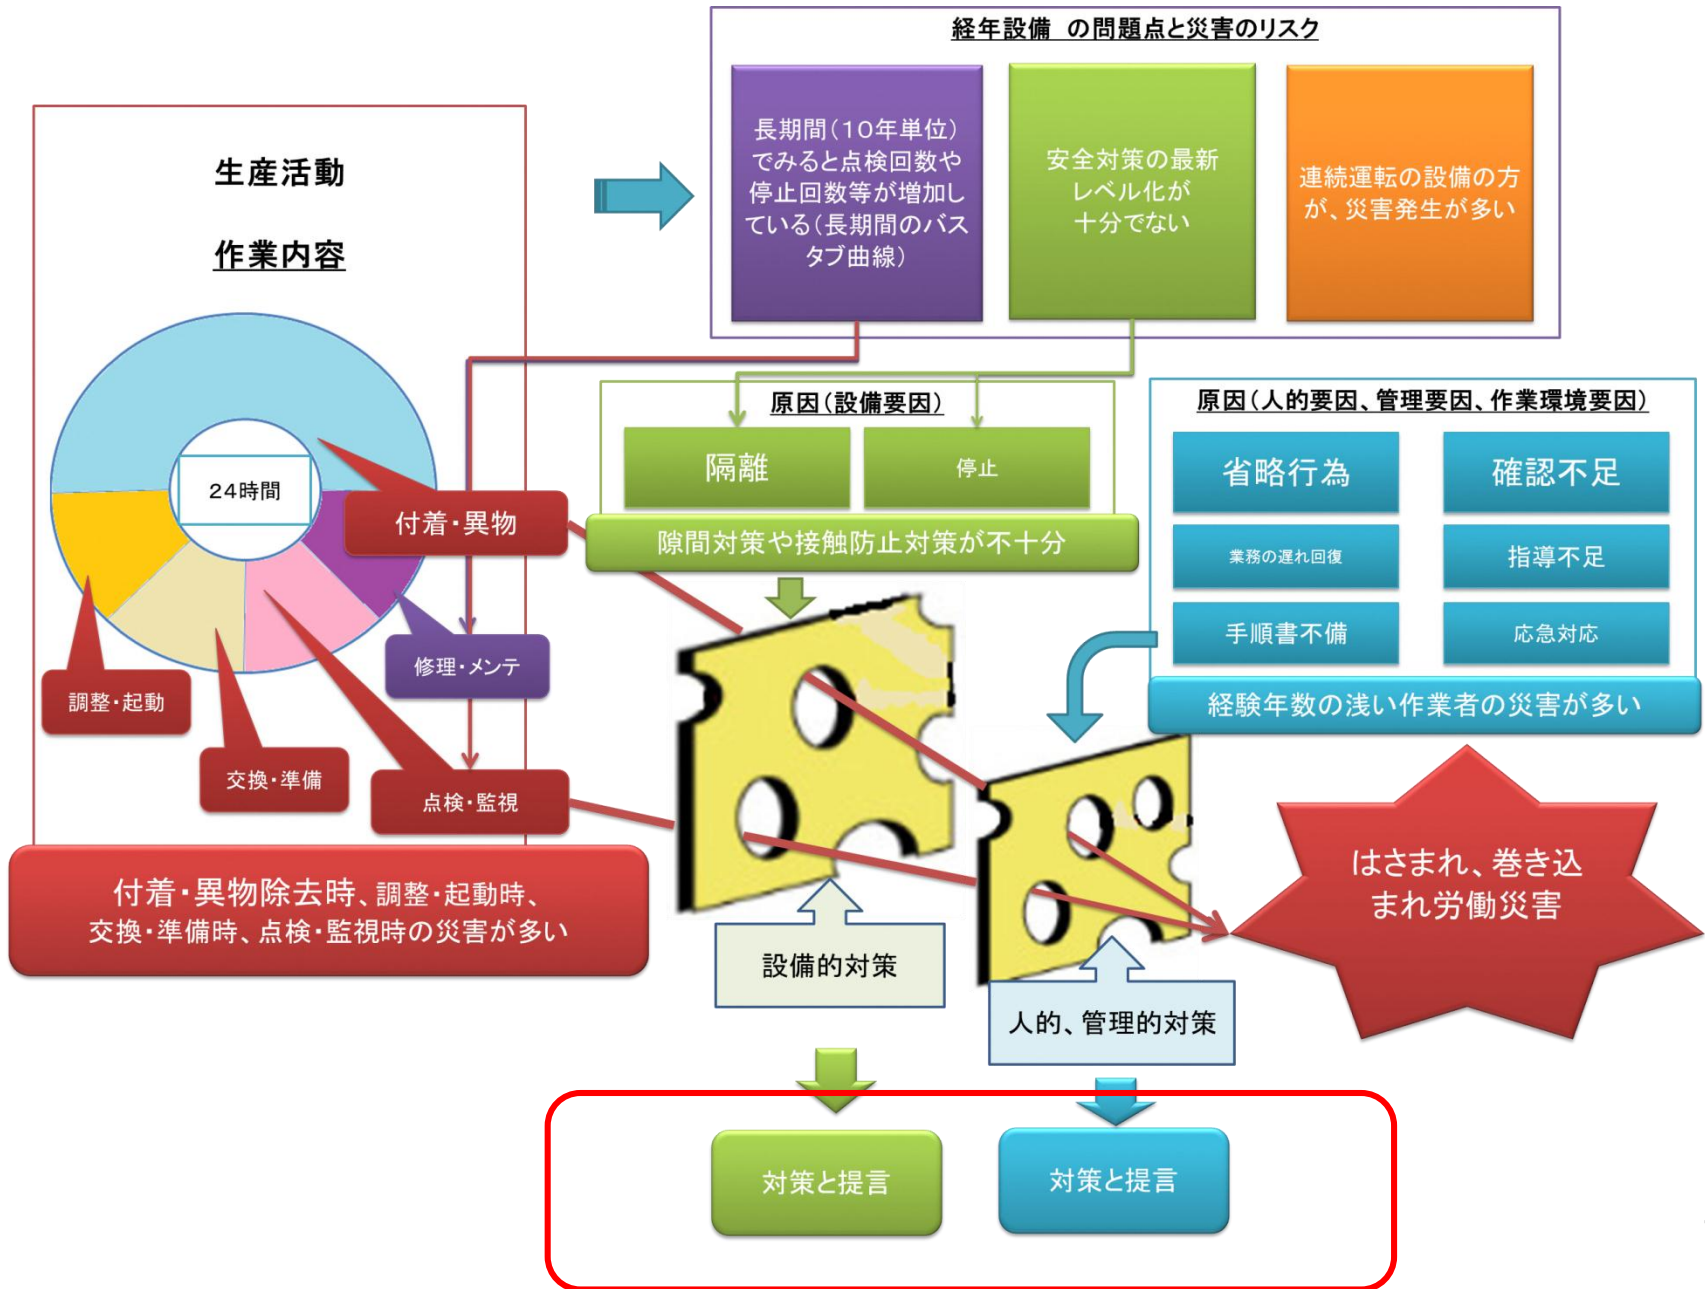 経年設備 の問題点と災害のリスク
長期間(10年単位)
でみると点検回数や
停止回数等が増加し
ている(長期間のバス
タブ曲線)
安全対策の最新
レベル化が
十分でない
連続運転の設備の方
が、災害発生が多い
生産活動
作業内容
24時間
付着・異物
修理・メンテ
調整・起動
交換・準備
点検・監視
付着・異物除去時、調整・起動時、
交換・準備時、点検・監視時の災害が多い
原因(設備要因)
隔離
停止
隙間対策や接触防止対策が不十分
原因(人的要因、管理要因、作業環境要因)
省略行為
確認不足
業務の遅れ回復
指導不足
手順書不備
応急対応
経験年数の浅い作業者の災害が多い
はさまれ、巻き込
まれ労働災害
設備的対策
人的、管理的対策
対策と提言
対策と提言